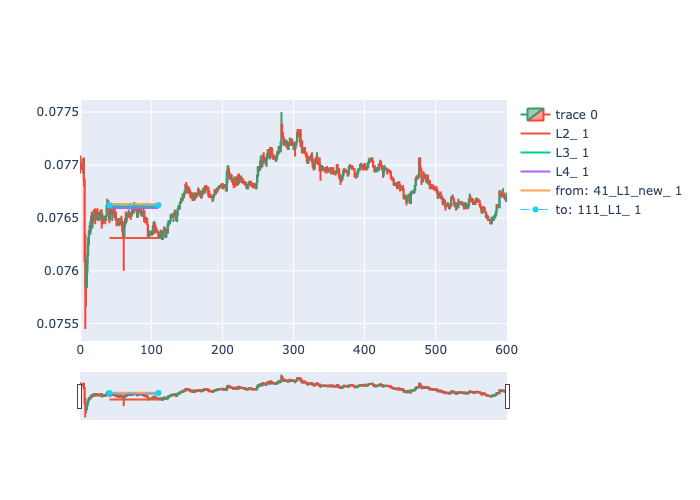 0.0775
0.077
0.0765
0.076
0.0755
0
100
200
300
400
500
600
trace 0
L2_ 1
L3_ 1
L4_ 1
from: 41_L1_new_ 1
to: 111_L1_ 1